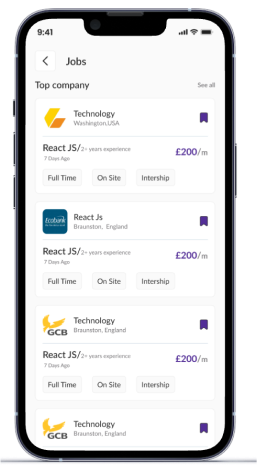 9:41
Jobs
Top company See all
Technology
Washington,USA
React JS/2+ years experience £200/m
7 Days Ago
Full Time On Site Intership
Ecobank
React Js
Braunston, England
React JS/2+ years experience £200/m
7 Days Ago
Full Time On Site Intership
GCB
Technology
Braunston, England
React JS/2+ years experience £200/m
7 Days Ago
Full Time On Site Intership
GCB
Technology
Braunston, England